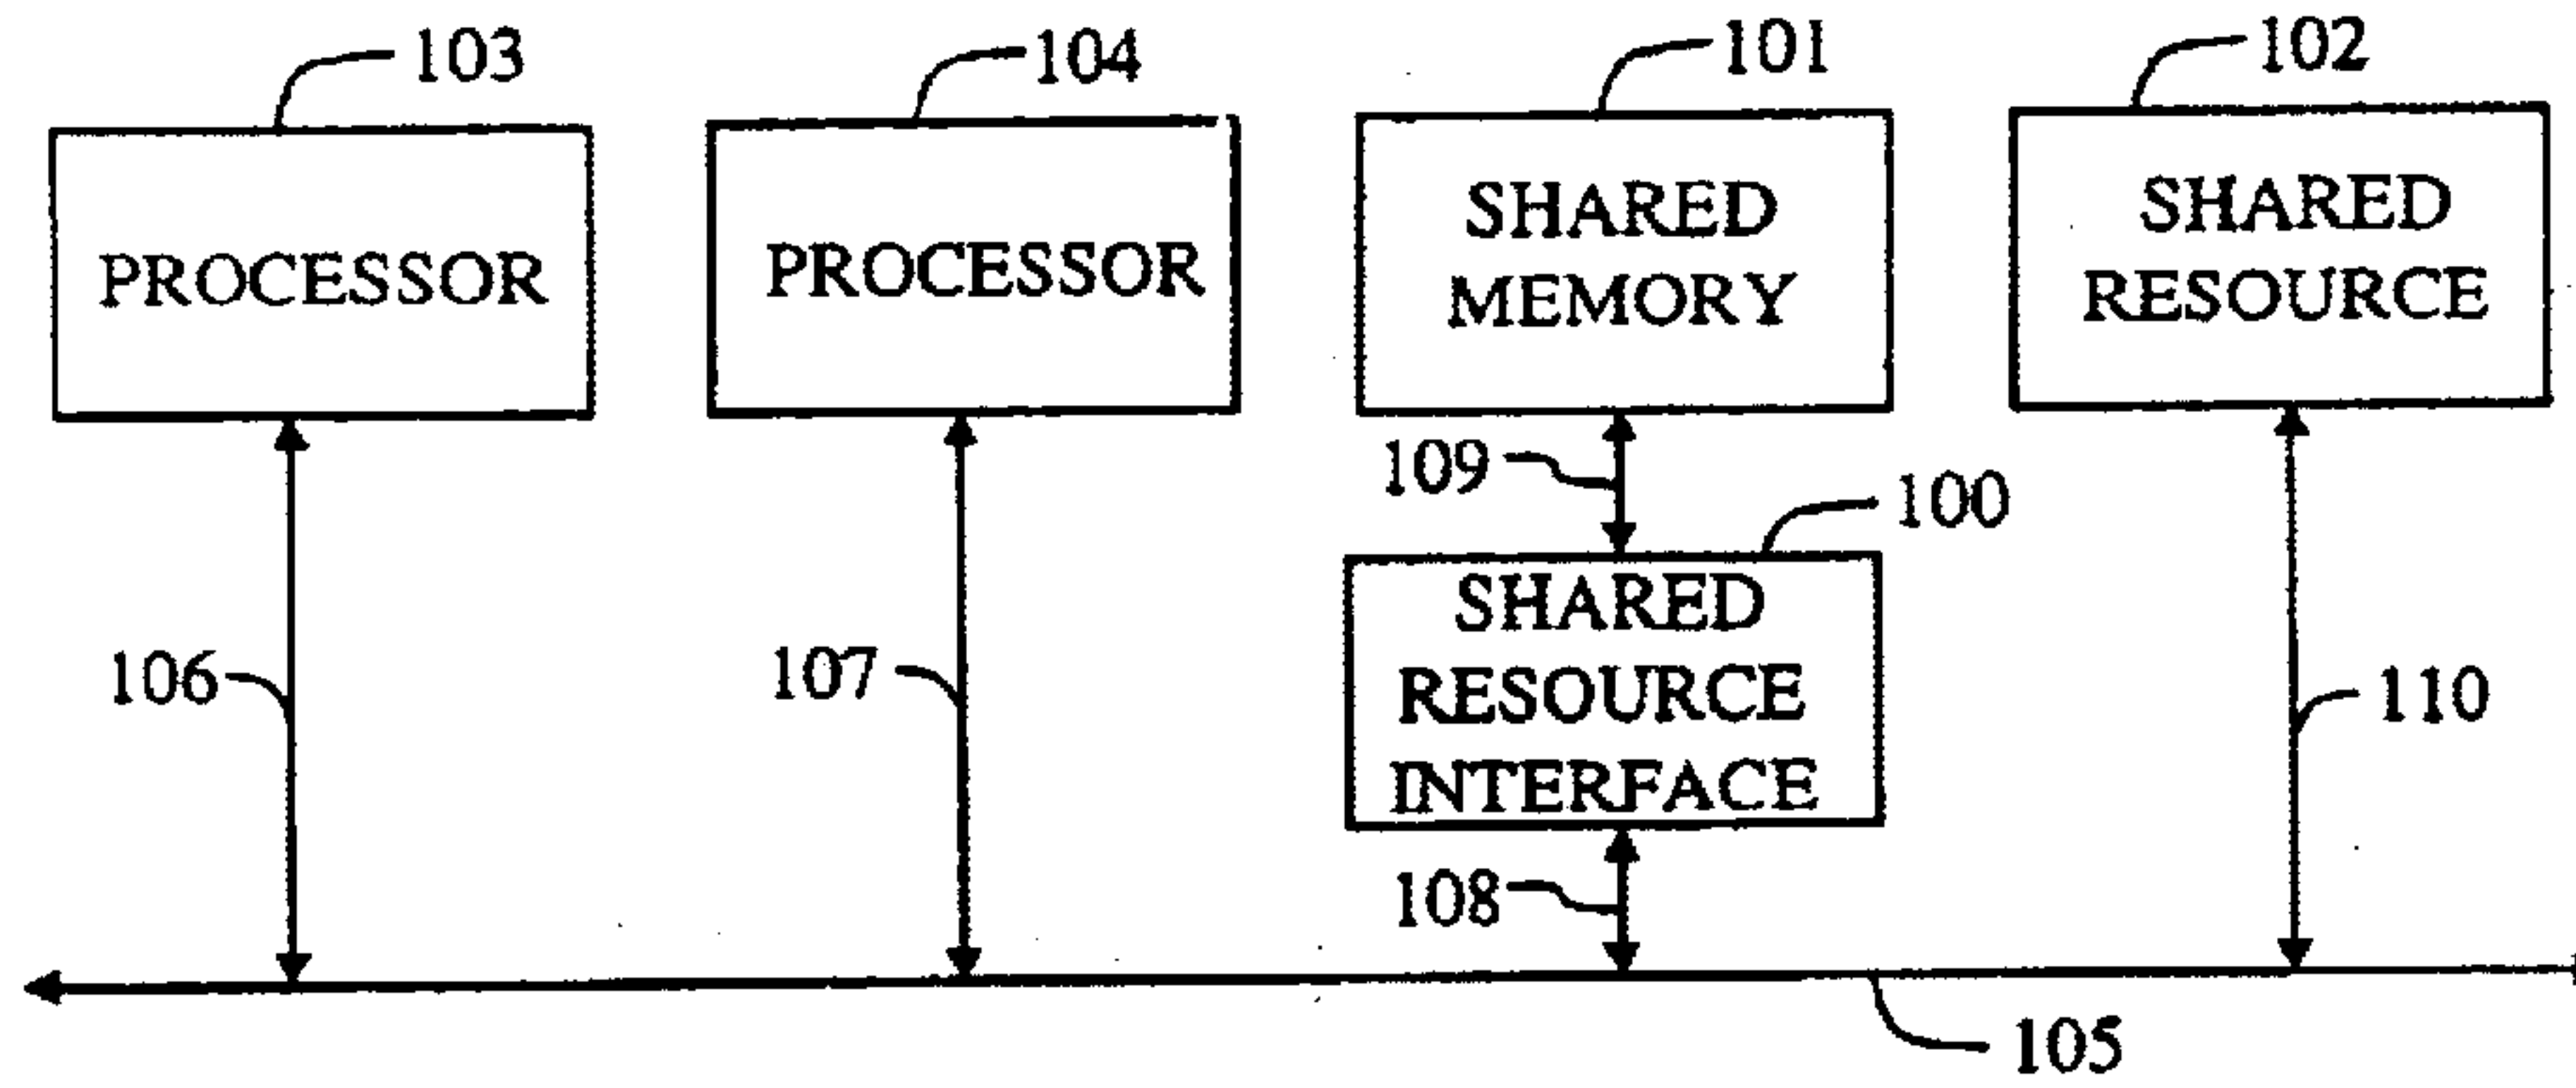 103
104
101
102
PROCESSOR
PROCESSOR
SHARED
MEMORY
SHARED
RESOURCE
109
100
SHARED
RESOURCE
INTERFACE
106
107
110
108
105